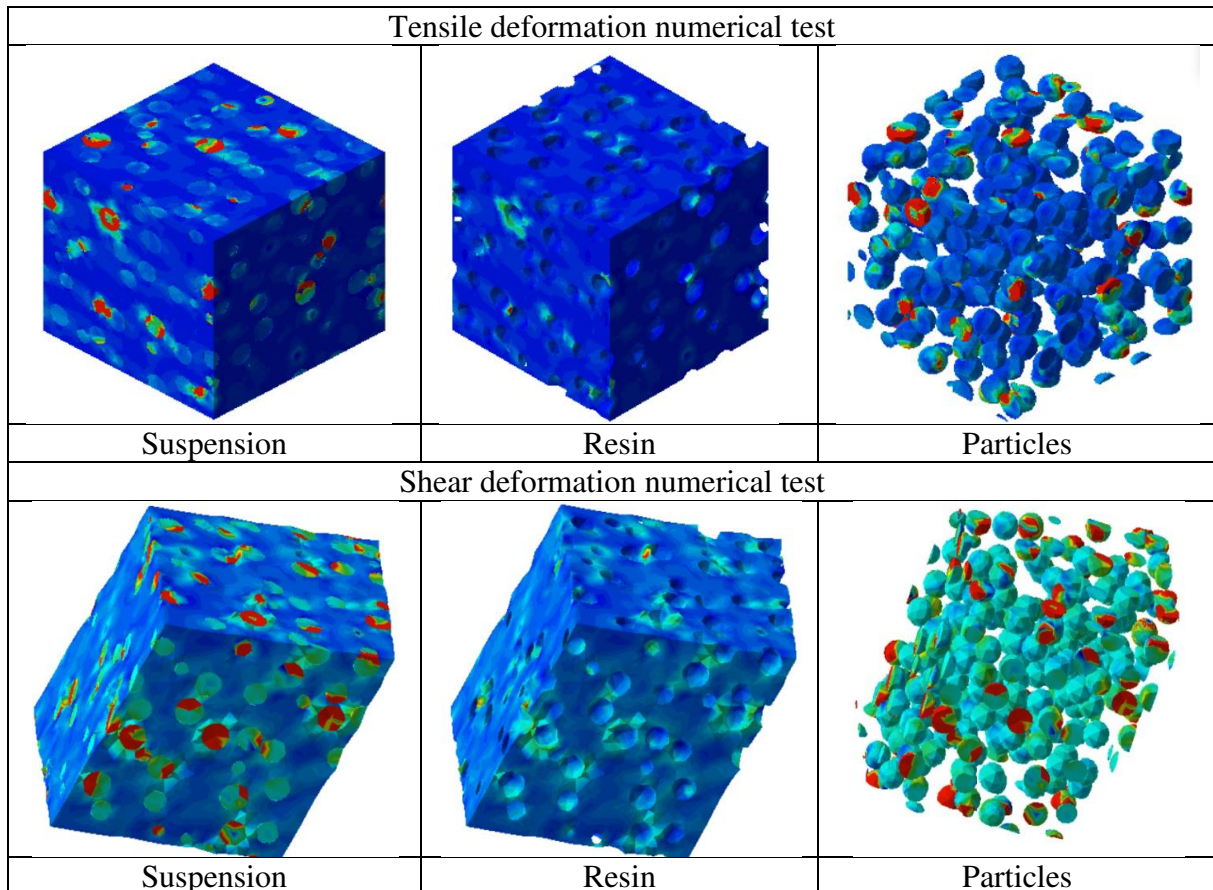 Tensile deformation numerical test
Suspension Resin Particles
Shear deformation numerical test
Suspension Resin Particles